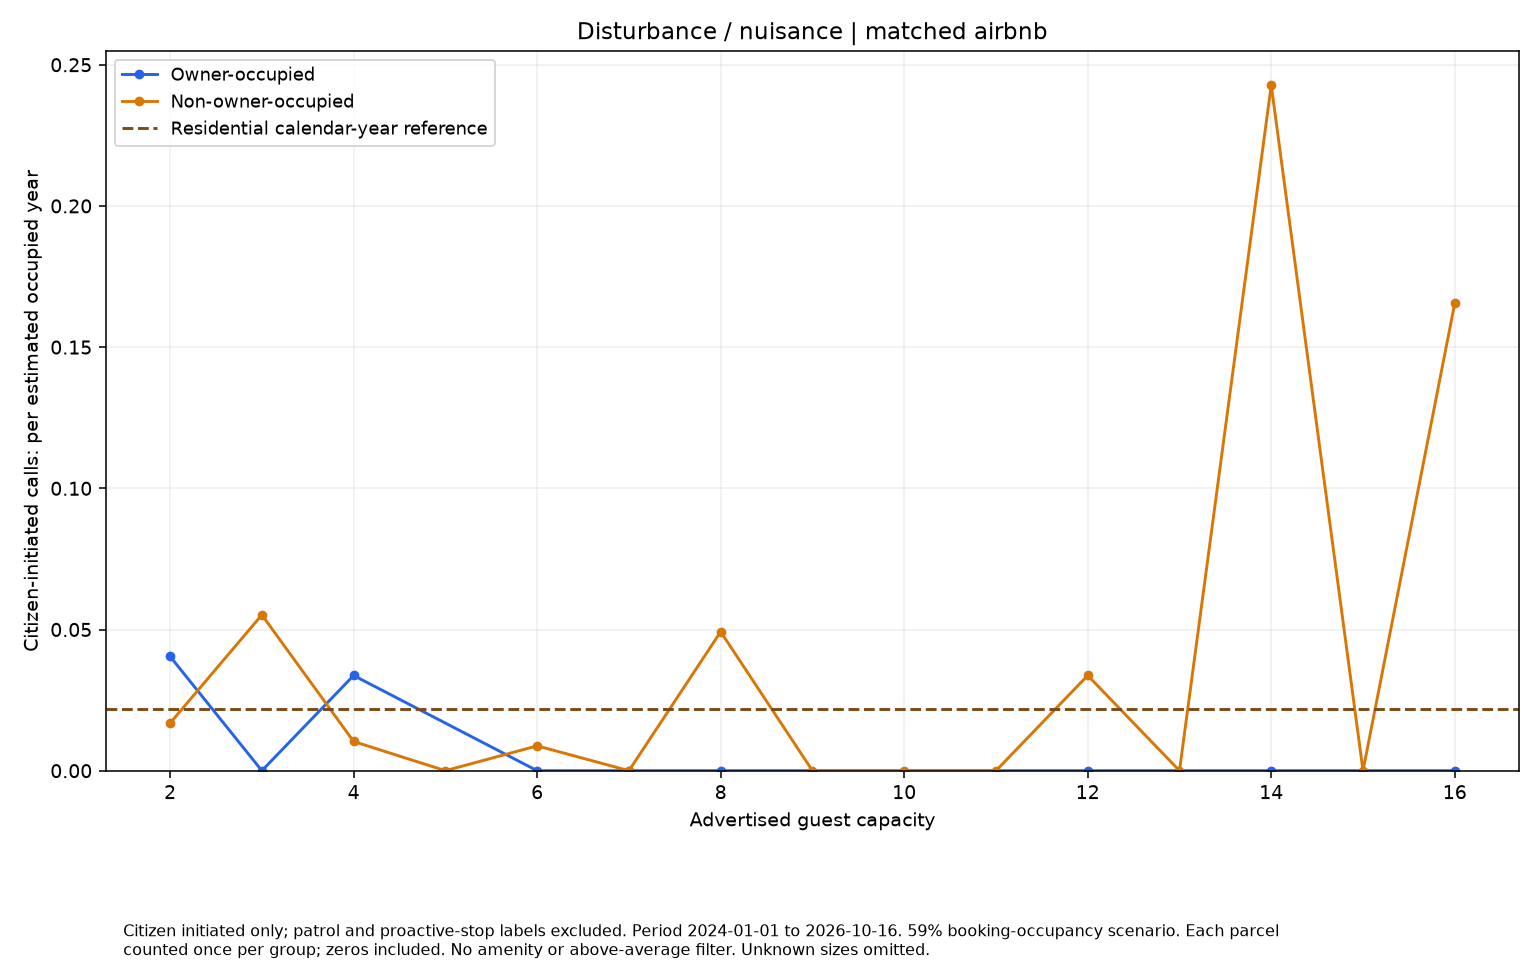 Disturbance / nuisance | matched airbnb
Owner-occupied
Non-owner-occupied
Residential calendar-year reference
Citizen-initiated calls: per estimated occupied year
0.25
0.20
0.15
0.10
0.05
0.00
2 4 6 8 10 12 14 16
Advertised guest capacity
Citizen initiated only; patrol and proactive-stop labels excluded. Period 2024-01-01 to 2026-10-16. 59% booking-occupancy scenario. Each parcel
counted once per group; zeros included. No amenity or above-average filter. Unknown sizes omitted.